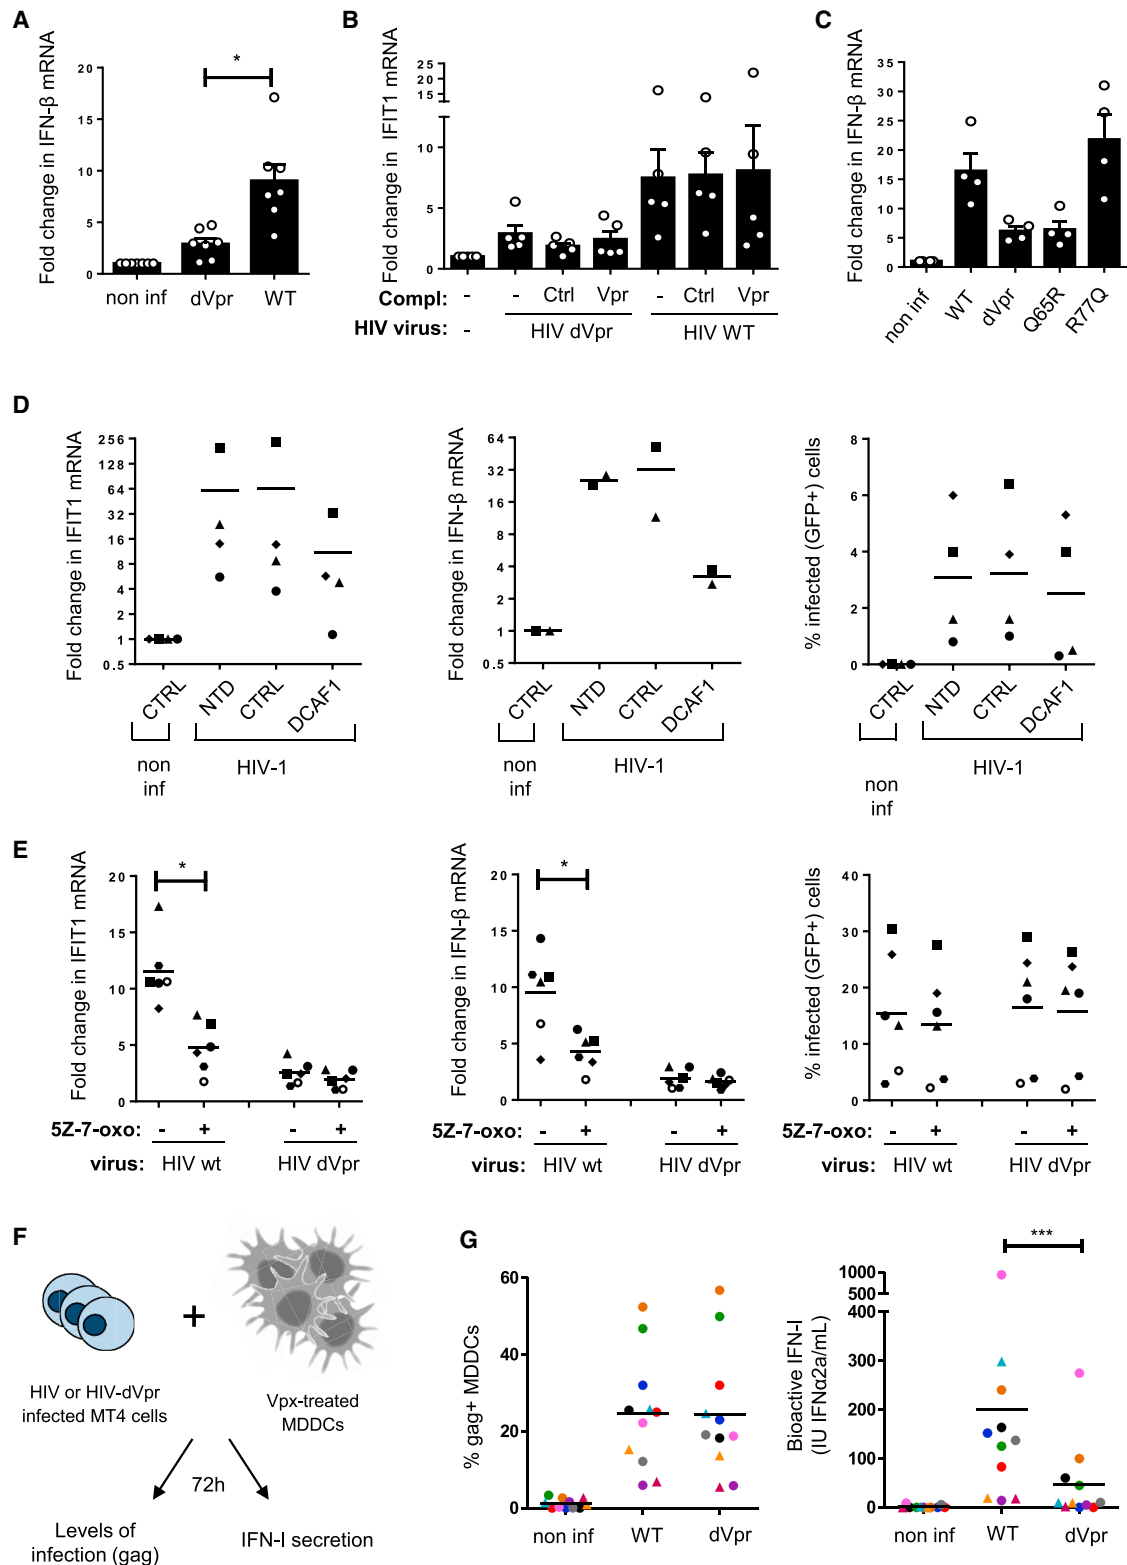 A
Fold change in IFN-β mRNA
20
15
10
5
0
*
non inf
dVpr
WT
B
Fold change in IFIT1 mRNA
25
20
15
10
5
0
Compl:
-
-
Ctrl
Vpr
-
Ctrl
Vpr
HIV virus:
-
HIV dVpr
HIV WT
C
Fold change in IFN-β mRNA
35
30
25
20
15
10
5
0
non inf
WT
dVpr
Q65R
R77Q
D
Fold change in IFIT1 mRNA
256
128
64
32
16
8
4
2
1
0.5
CTRL
NTD
CTRL
DCAF1
non
inf
HIV-1
Fold change in IFN-β mRNA
64
32
16
8
4
2
1
0.5
CTRL
NTD
CTRL
DCAF1
non
inf
HIV-1
% infected (GFP+) cells
8
6
4
2
0
CTRL
NTD
CTRL
DCAF1
non
inf
HIV-1
E
Fold change in IFIT1 mRNA
20
15
10
5
0
*
5Z-7-oxo:
-
+
-
+
virus:
HIV wt
HIV dVpr
Fold change in IFN-β mRNA
20
15
10
5
0
*
5Z-7-oxo:
-
+
-
+
virus:
HIV wt
HIV dVpr
% infected (GFP+) cells
40
30
20
10
0
-
+
-
+
HIV wt
HIV dVpr
F
+
HIV or HIV-dVpr
infected MT4 cells
Vpx-treated
MDDCs
72h
Levels of
infection (gag)
IFN-I secretion
G
% gag+ MDDCs
60
40
20
0
non inf
WT
dVpr
Bioactive IFN-I
(IU IFNα2a/mL)
1000
500
400
300
200
100
0
***
non inf
WT
dVpr